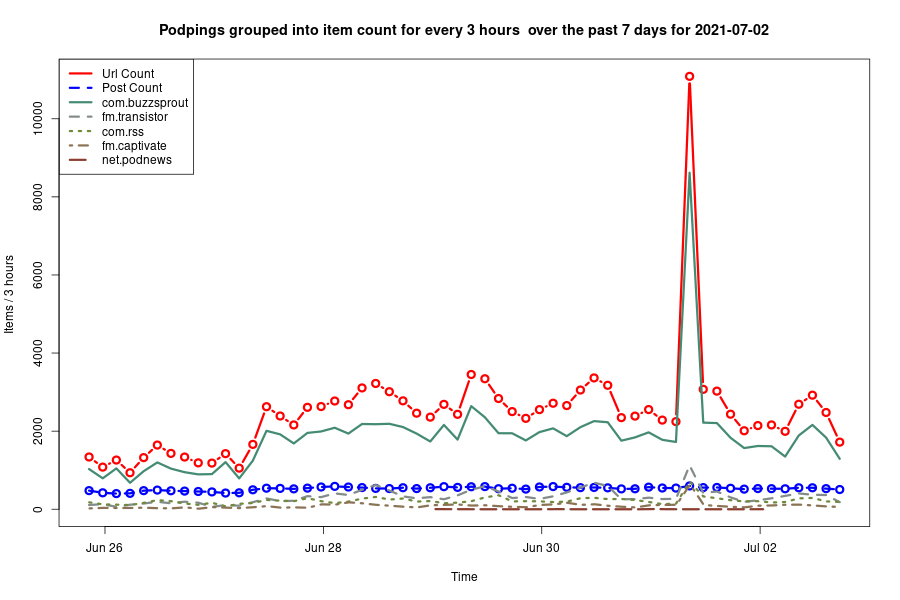 Podpings grouped into item count for every 3 hours  over the past 7 days for 2021-07-02
Url Count
Post Count
com.buzzsprout
fm.transistor
com.rss
fm.captivate
net.podnews
Items / 3 hours
10000
8000
6000
4000
2000
0
Jun 26
Jun 28
Jun 30
Jul 02
Time